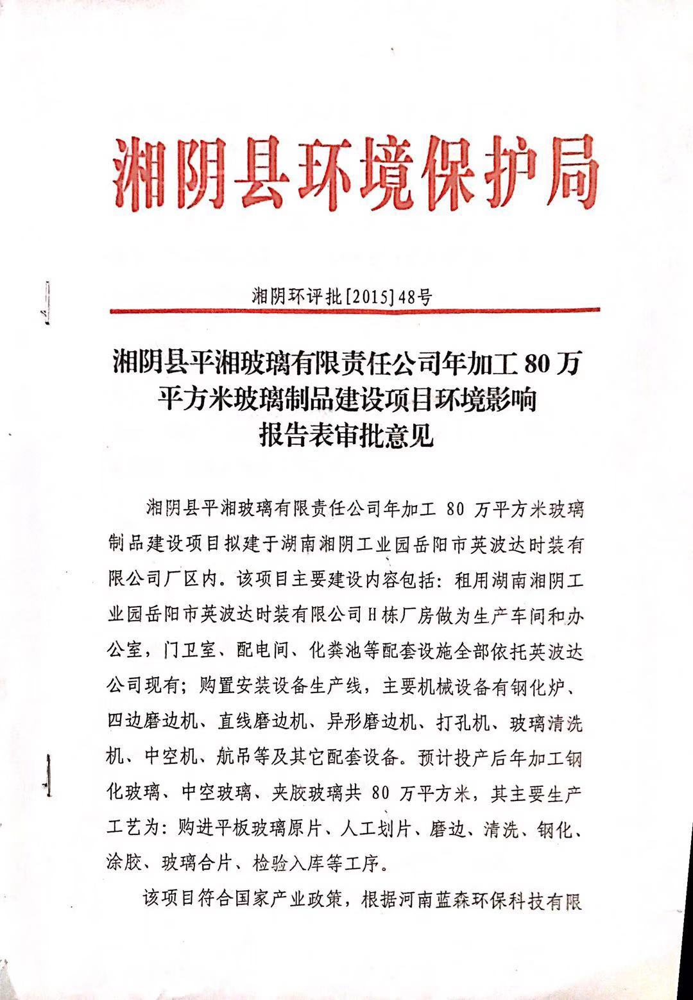 湘阴县环境保护局
湘阴环评批[2015]48号
湘阴县平湘玻璃有限责任公司年加工80万
平方米玻璃制品建设项目环境影响
报告表审批意见
湘阴县平湘玻璃有限责任公司年加工 80 万平方米玻璃
制品建设项目拟建于湖南湘阴工业园岳阳市英波达时装有
限公司厂区内。该项目主要建设内容包括：租用湖南湘阴工
业园岳阳市英波达时装有限公司H栋厂房做为生产车间和办
公室，门卫室、配电间、化粪池等配套设施全部依托英波达
公司现有；购置安装设备生产线，主要机械设备有钢化炉、
四边磨边机、直线磨边机、异形磨边机、打孔机、玻璃清洗
机、中空机、航吊等及其它配套设备。预计投产后年加工钢
化玻璃、中空玻璃、夹胶玻璃共 80 万平方米，其主要生产
工艺为：购进平板玻璃原片、人工划片、磨边、清洗、钢化、
涂胶、玻璃合片、检验入库等工序。
该项目符合国家产业政策，根据河南蓝森环保科技有限